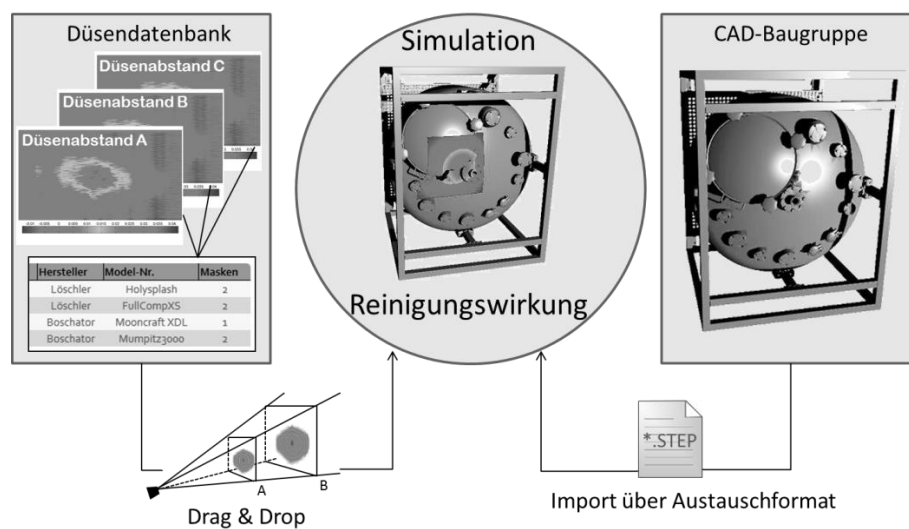 Düsendatenbank
Düsenabstand C
Düsenabstand B
Düsenabstand A
Hersteller Model-Nr. Masken
Löschler Holysplash 2
Löschler FullCompXS 2
Boschator Mooncraft XDL 1
Boschator Mumpitz3000 2
Simulation
Reinigungswirkung
CAD-Baugruppe
A
B
Drag & Drop
*.STEP
Import über Austauschformat